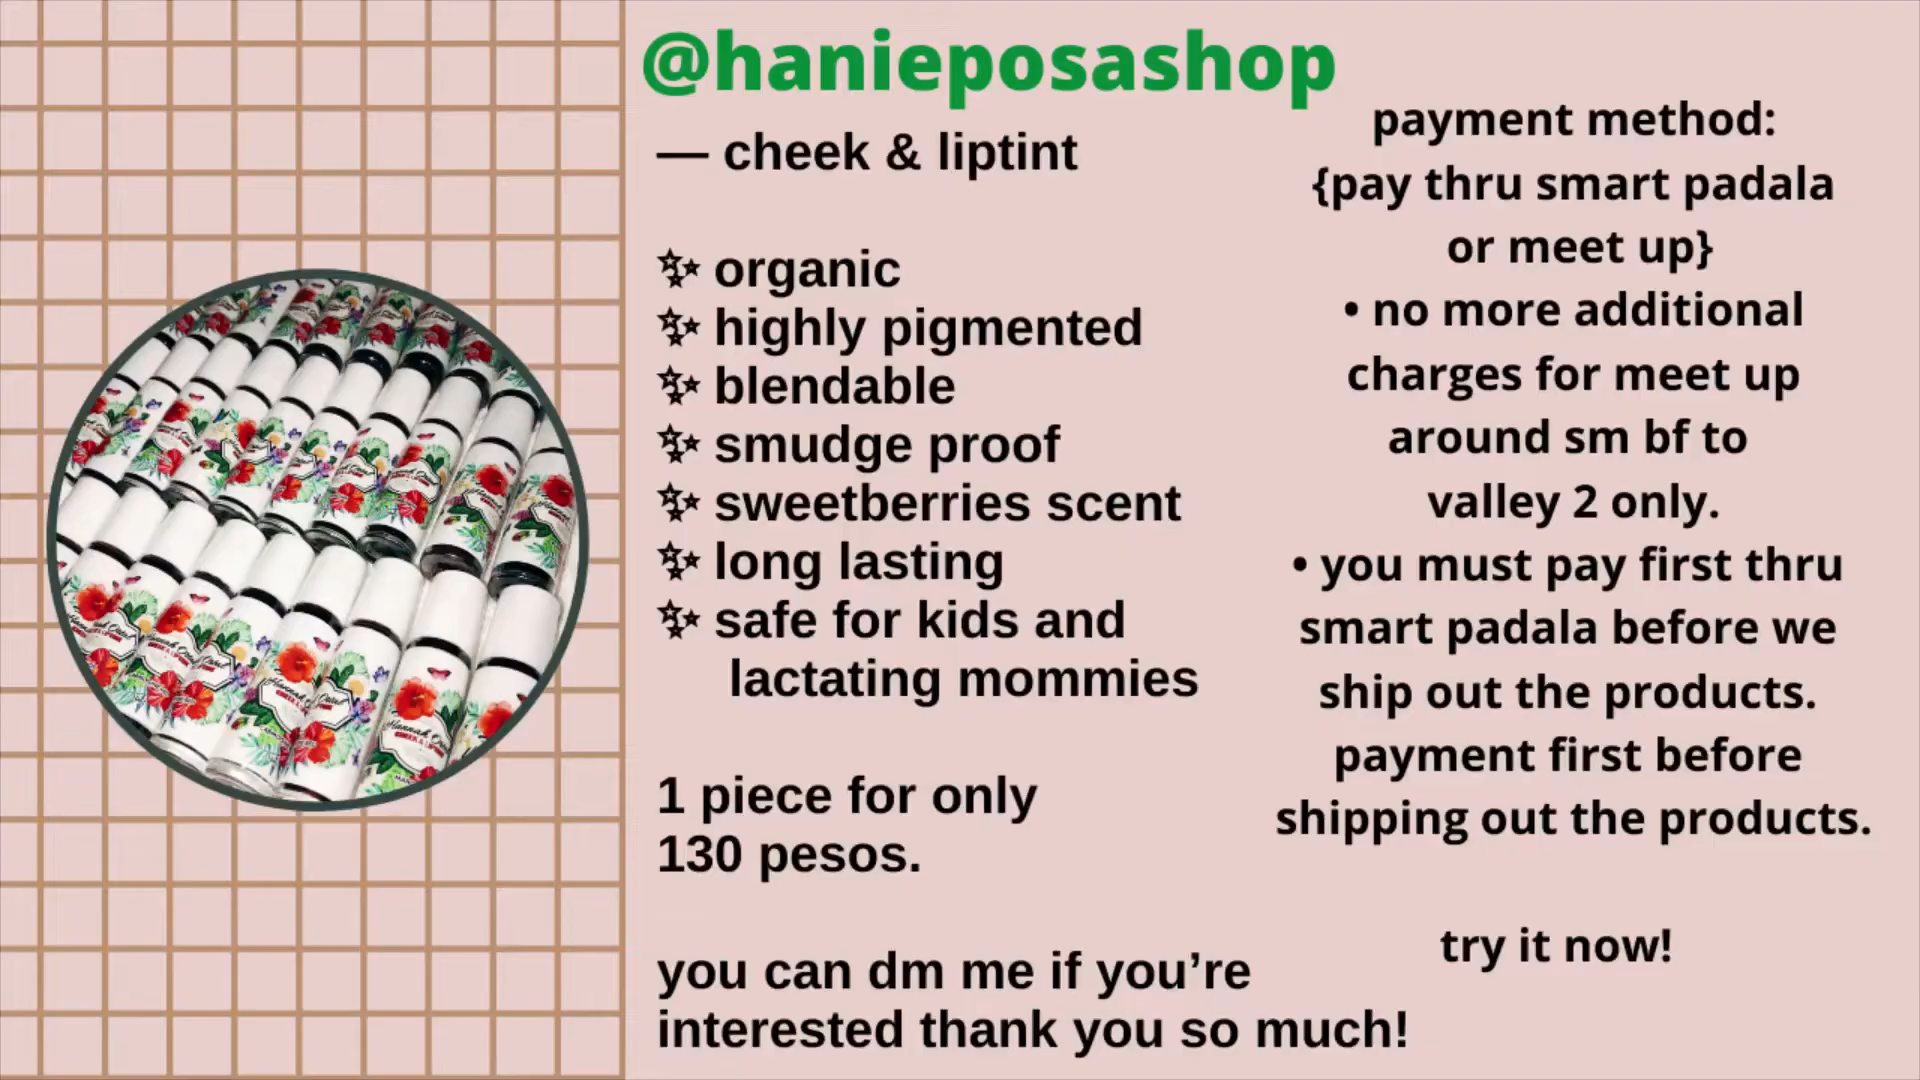 @hanieposashop
— cheek & liptint
✨ organic
✨ highly pigmented
✨ blendable
✨ smudge proof
✨ sweetberries scent
✨ long lasting
✨ safe for kids and
lactating mommies
1 piece for only
130 pesos.
you can dm me if you’re
interested thank you so much!
payment method:
{pay thru smart padala
or meet up}
• no more additional
charges for meet up
around sm bf to
valley 2 only.
• you must pay first thru
smart padala before we
ship out the products.
payment first before
shipping out the products.
try it now!